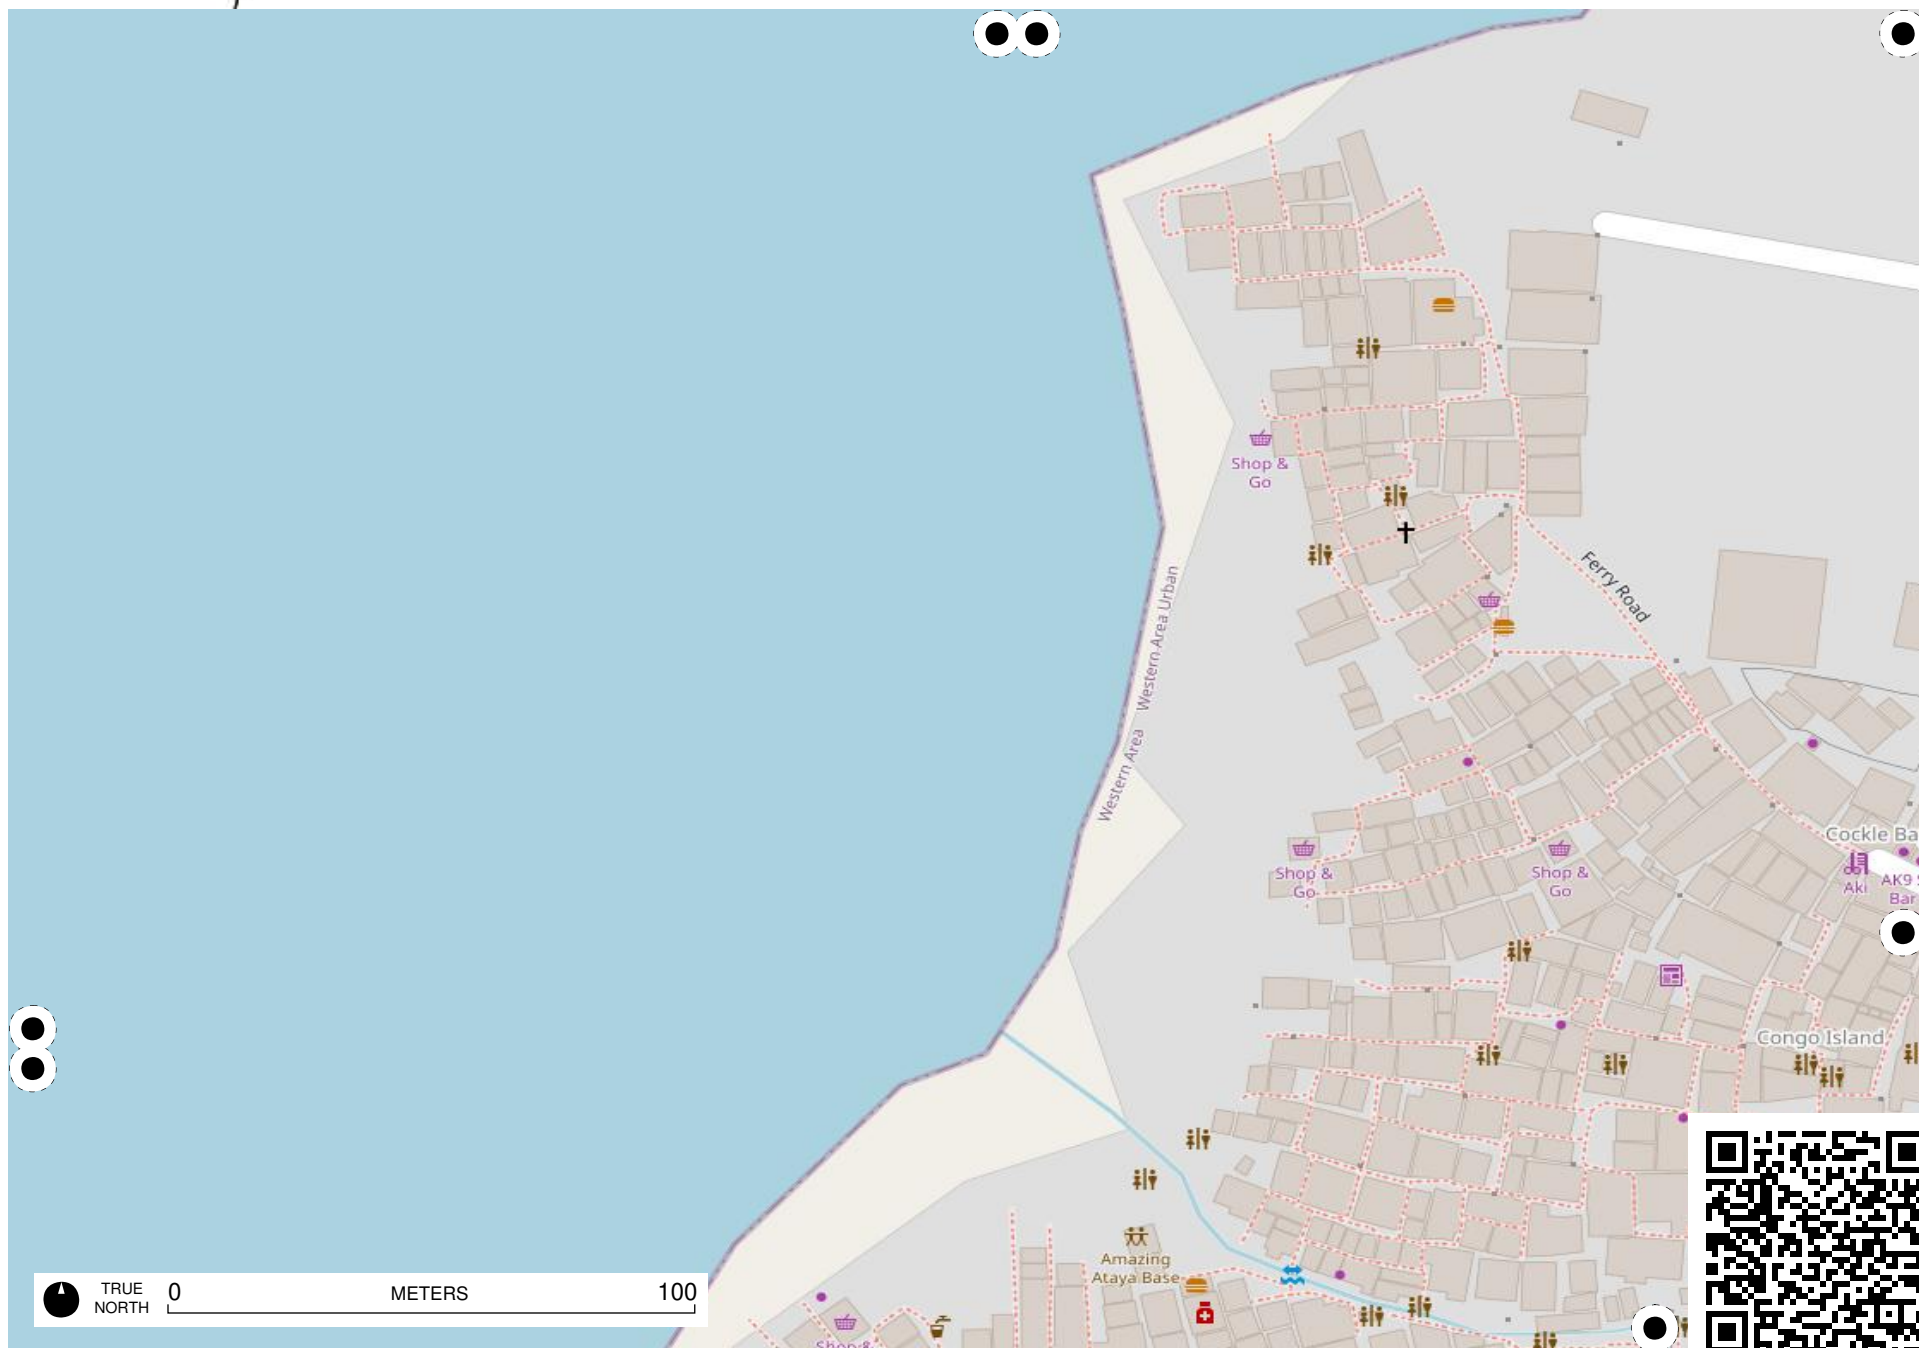 Shop &
Go
Ferry Road
Western Area Urban
Western Area
Cockle Ba
Shop &
Go
Shop &
Go
Aki
AK9 S
Bar
Congo Island
Amazing
Ataya Base
TRUE
NORTH
0 METERS 100
Shop &